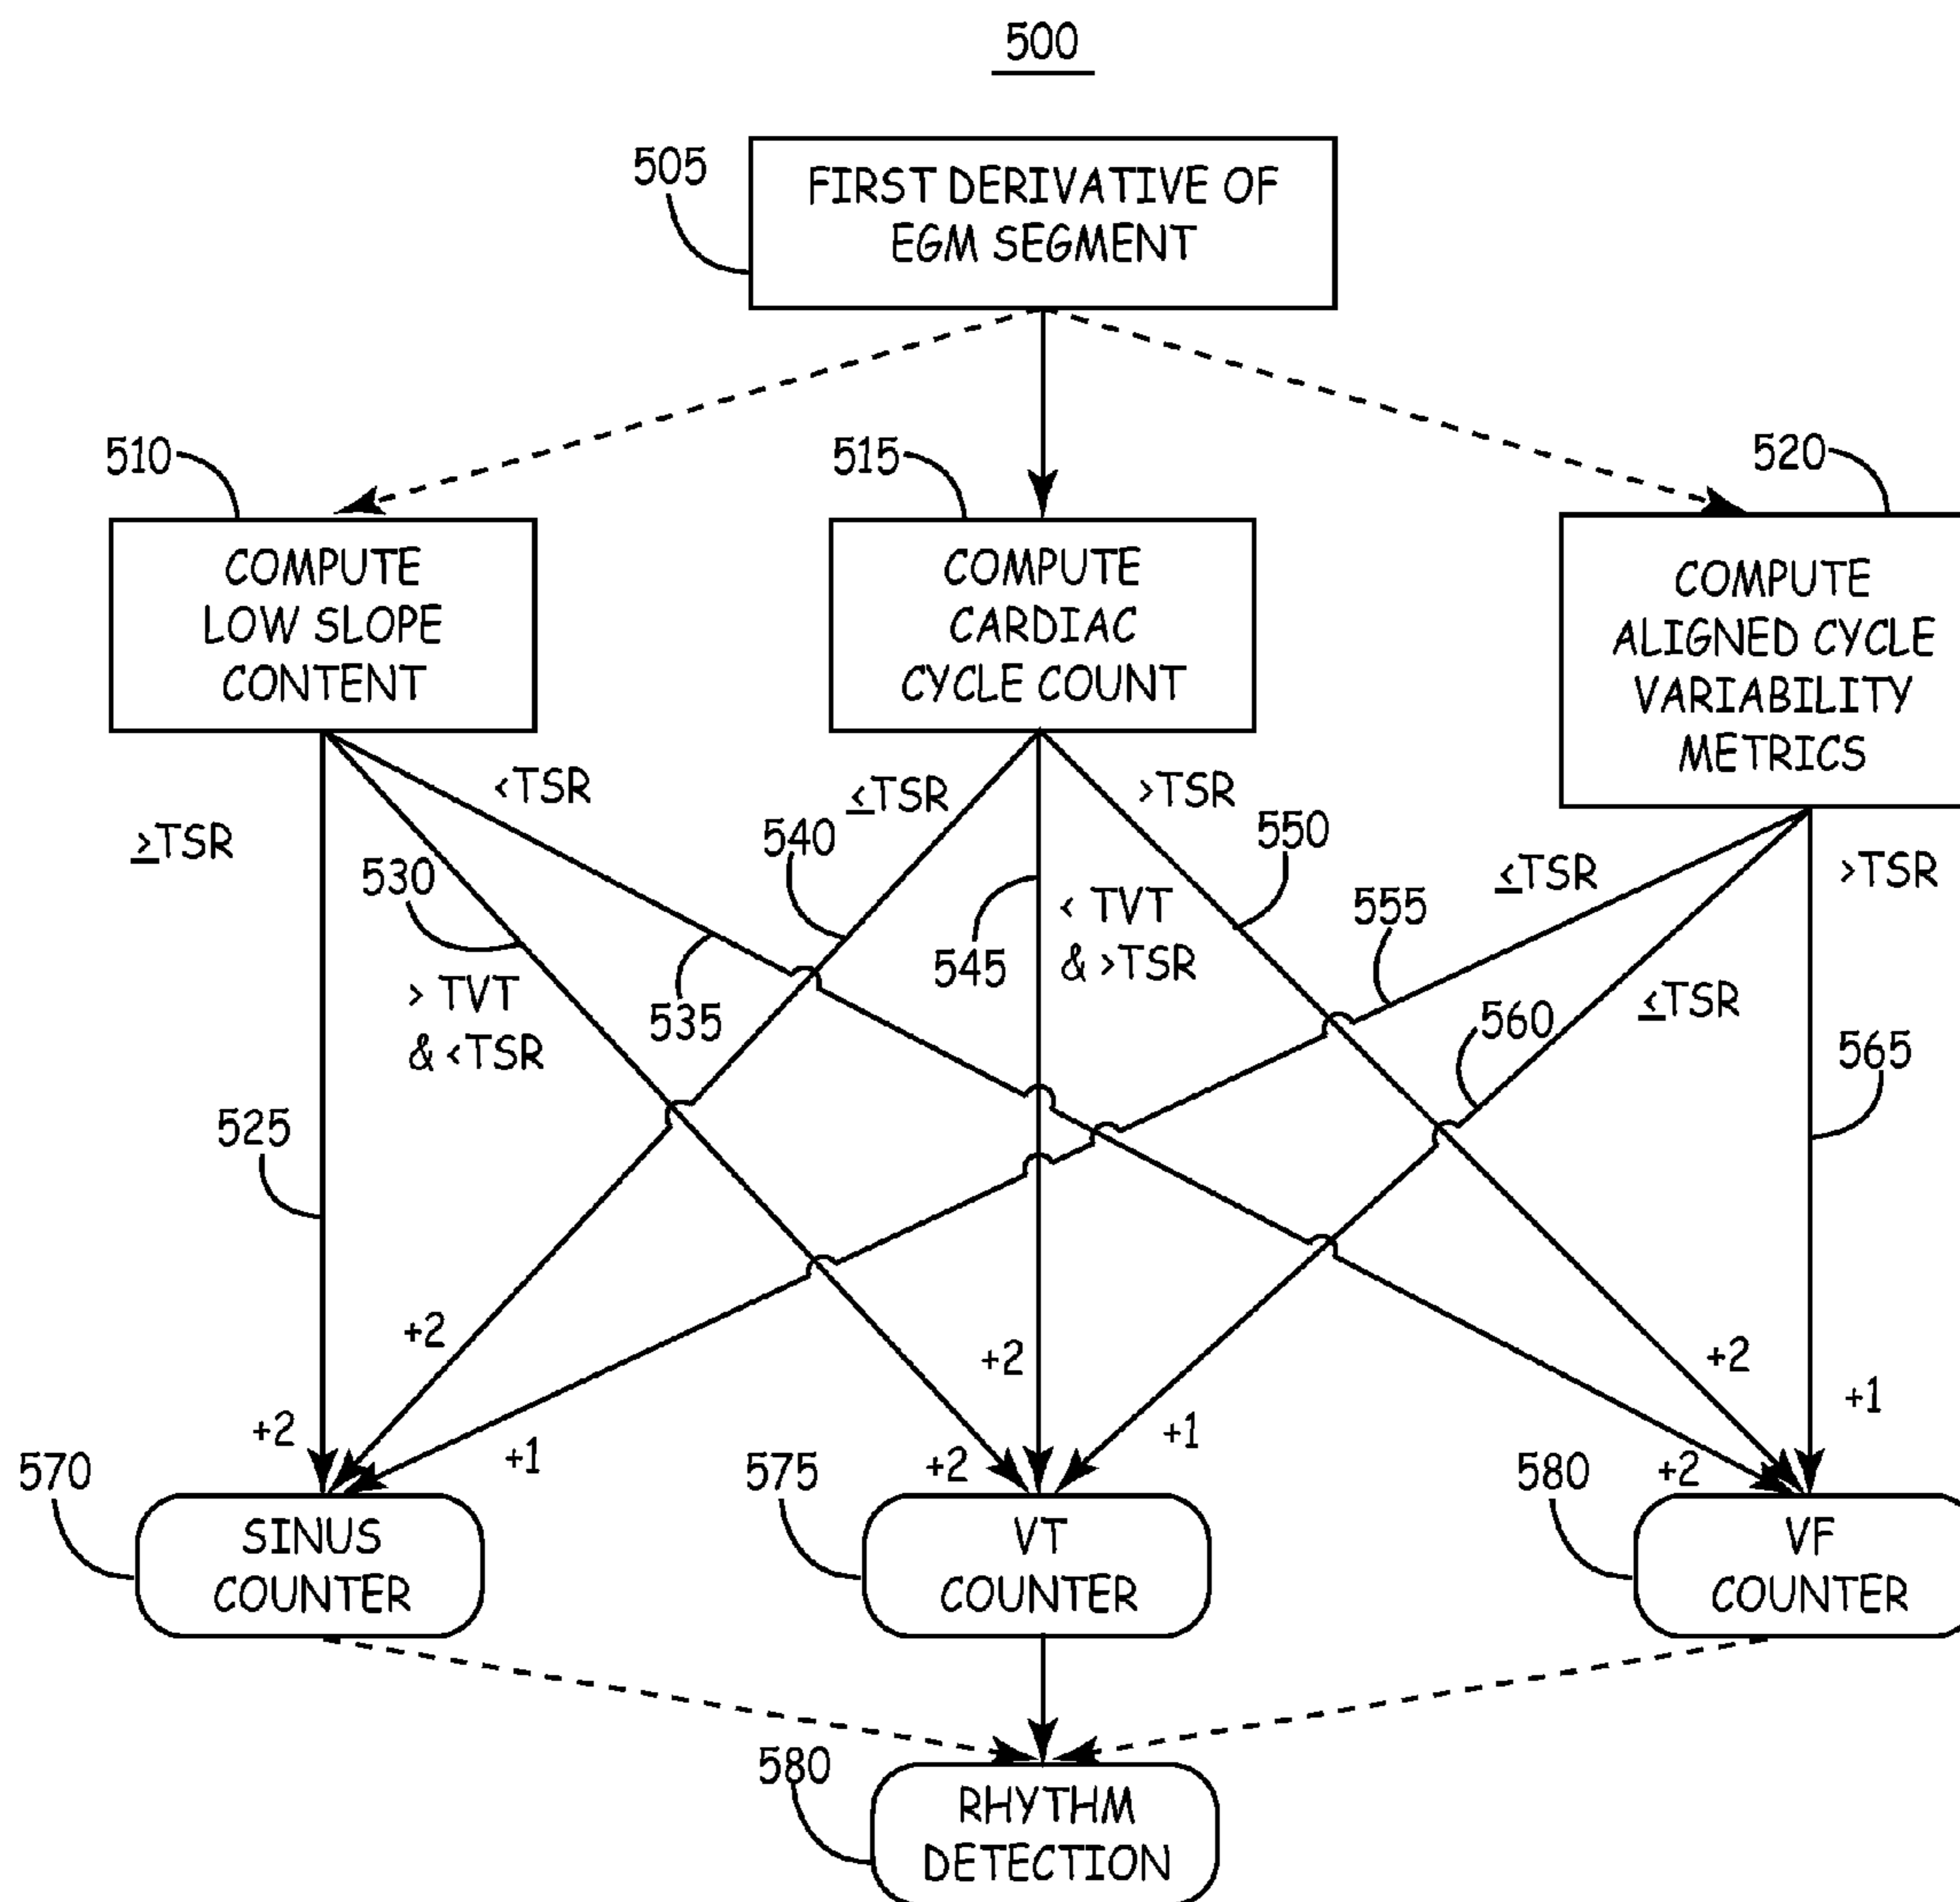 500
505
FIRST DERIVATIVE OF
EGM SEGMENT
510
515
520
COMPUTE
LOW SLOPE
CONTENT
COMPUTE
CARDIAC
CYCLE COUNT
COMPUTE
ALIGNED CYCLE
VARIABILITY
METRICS
≥TSR
<TSR
≤TSR
>TSR
≤TSR
>TSR
530
540
550
555
> TVT
& <TSR
535
545
< TVT
& >TSR
560
≤TSR
565
525
+2
+2
+2
+1
+2
+1
+2
+1
+2
570
575
580
SINUS
COUNTER
VT
COUNTER
VF
COUNTER
580
RHYTHM
DETECTION